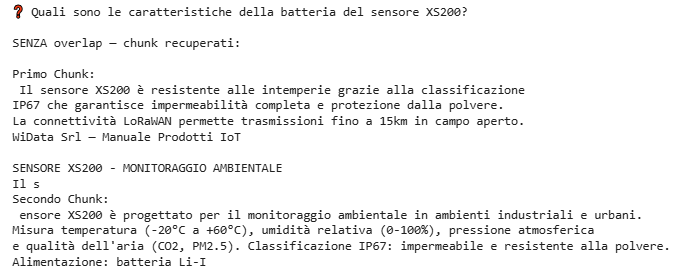 ❓ Quali sono le caratteristiche della batteria del sensore XS200?

SENZA overlap — chunk recuperati:

Primo Chunk:
 Il sensore XS200 è resistente alle intemperie grazie alla classificazione
IP67 che garantisce impermeabilità completa e protezione dalla polvere.
La connettività LoRaWAN permette trasmissioni fino a 15km in campo aperto.
WiData Srl — Manuale Prodotti IoT

SENSORE XS200 - MONITORAGGIO AMBIENTALE
Il s
Secondo Chunk:
 ensore XS200 è progettato per il monitoraggio ambientale in ambienti industriali e urbani.
Misura temperatura (-20°C a +60°C), umidità relativa (0-100%), pressione atmosferica
e qualità dell'aria (CO2, PM2.5). Classificazione IP67: impermeabile e resistente alla polvere.
Alimentazione: batteria Li-I